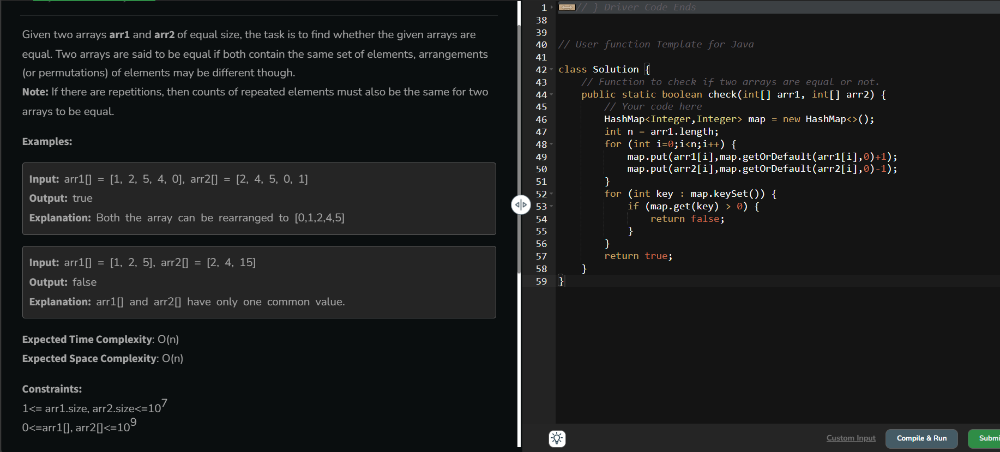 Given two arrays arr1 and arr2 of equal size, the task is to find whether the given arrays are
equal. Two arrays are said to be equal if both contain the same set of elements, arrangements
(or permutations) of elements may be different though.
Note: If there are repetitions, then counts of repeated elements must also be the same for two
arrays to be equal.
Examples:
Input: arr1[] = [1, 2, 5, 4, 0], arr2[] = [2, 4, 5, 0, 1]
Output: true
Explanation: Both the array can be rearranged to [0,1,2,4,5]
Input: arr1[] = [1, 2, 5], arr2[] = [2, 4, 15]
Output: false
Explanation: arr1[] and arr2[] have only one common value.
Expected Time Complexity: O(n)
Expected Space Complexity: O(n)
Constraints:
1<= arr1.size, arr2.size<=10^7
0<=arr1[], arr2[]<=10^9
1 // } Driver Code Ends
38
39
40 // User function Template for Java
41
42 class Solution {
43     // Function to check if two arrays are equal or not.
44     public static boolean check(int[] arr1, int[] arr2) {
45         // Your code here
46         HashMap<Integer,Integer> map = new HashMap<>();
47         int n = arr1.length;
48         for (int i=0;i<n;i++) {
49             map.put(arr1[i],map.getOrDefault(arr1[i],0)+1);
50             map.put(arr2[i],map.getOrDefault(arr2[i],0)-1);
51         }
52         for (int key : map.keySet()) {
53             if (map.get(key) > 0) {
54                 return false;
55             }
56         }
57         return true;
58     }
59 }
Custom Input
Compile & Run